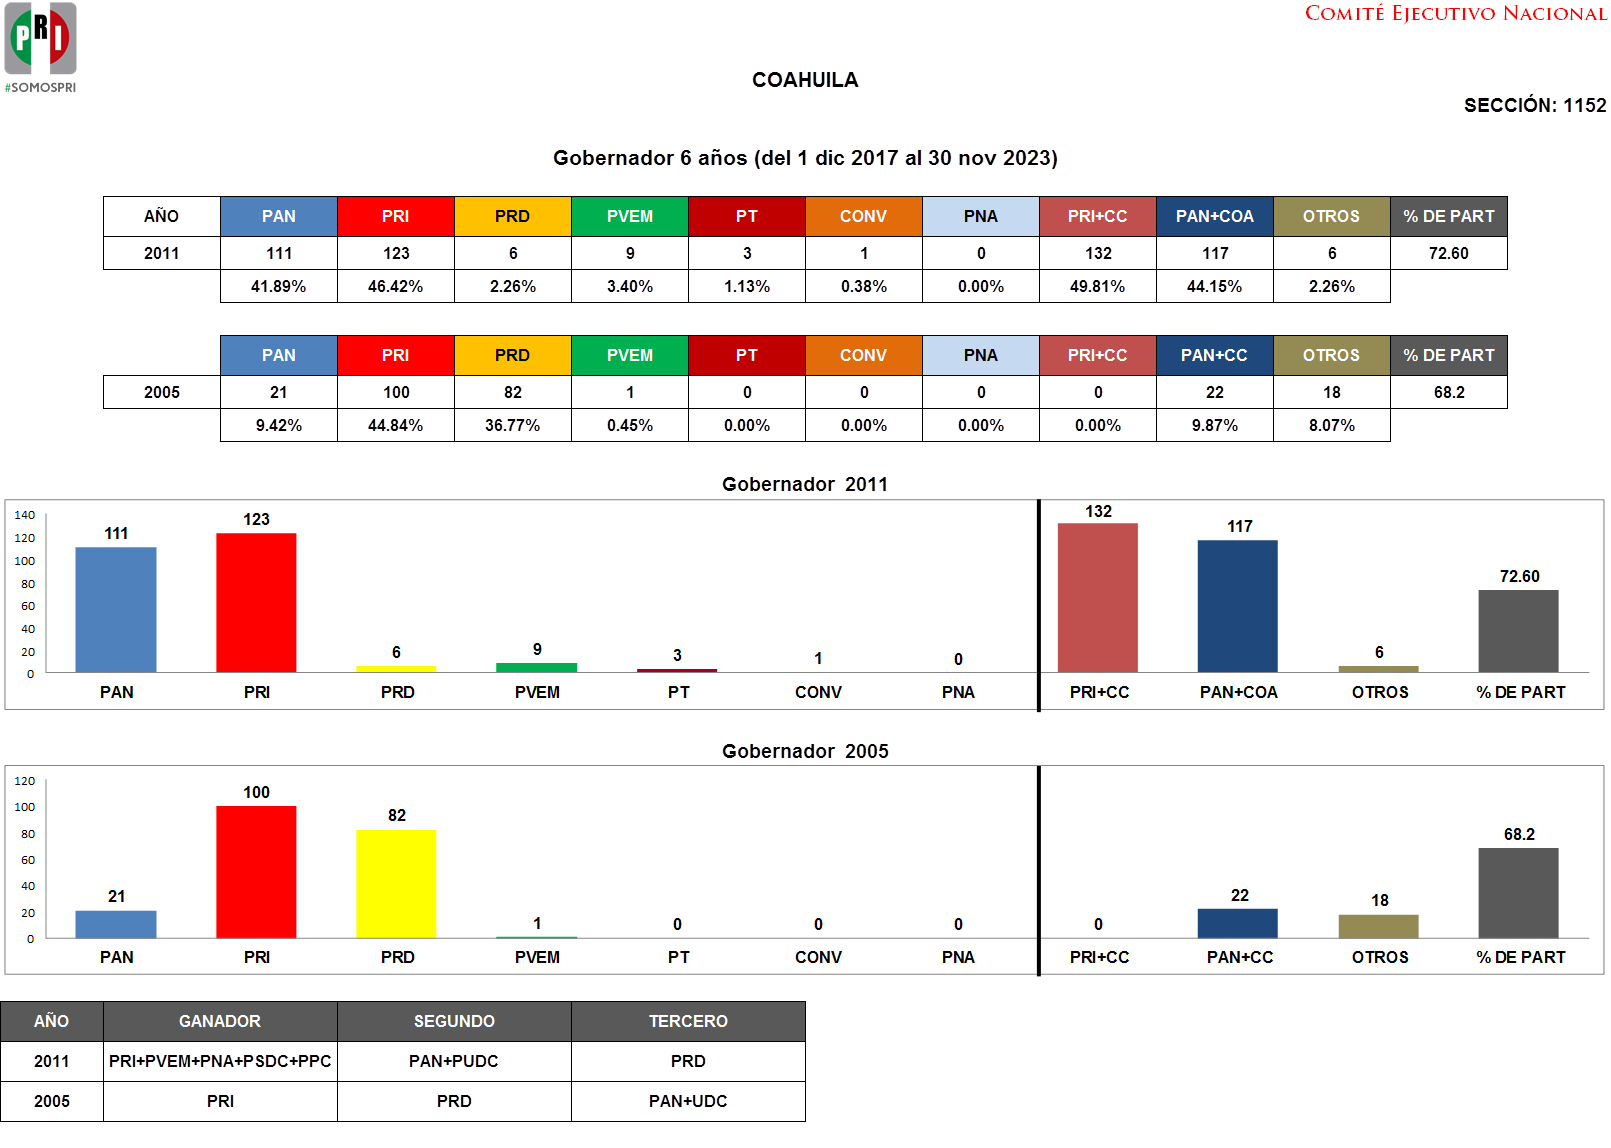 PRI
#SOMOSPRI
COMITÉ EJECUTIVO NACIONAL
COAHUILA
SECCIÓN: 1152
Gobernador 6 años (del 1 dic 2017 al 30 nov 2023)
AÑO PAN PRI PRD PVEM PT CONV PNA PRI+CC PAN+COA OTROS % DE PART
2011 111 123 6 9 3 1 0 132 117 6 72.60
41.89% 46.42% 2.26% 3.40% 1.13% 0.38% 0.00% 49.81% 44.15% 2.26%
PAN PRI PRD PVEM PT CONV PNA PRI+CC PAN+CC OTROS % DE PART
2005 21 100 82 1 0 0 0 0 22 18 68.2
9.42% 44.84% 36.77% 0.45% 0.00% 0.00% 0.00% 0.00% 9.87% 8.07%
Gobernador 2011
140
120
100
80
60
40
20
0
111 123 6 9 3 1 0 132 117 6 72.60
PAN PRI PRD PVEM PT CONV PNA PRI+CC PAN+COA OTROS % DE PART
Gobernador 2005
120
100
80
60
40
20
0
21 100 82 1 0 0 0 0 22 18 68.2
PAN PRI PRD PVEM PT CONV PNA PRI+CC PAN+CC OTROS % DE PART
AÑO GANADOR SEGUNDO TERCERO
2011 PRI+PVEM+PNA+PSDC+PPC PAN+PUDC PRD
2005 PRI PRD PAN+UDC